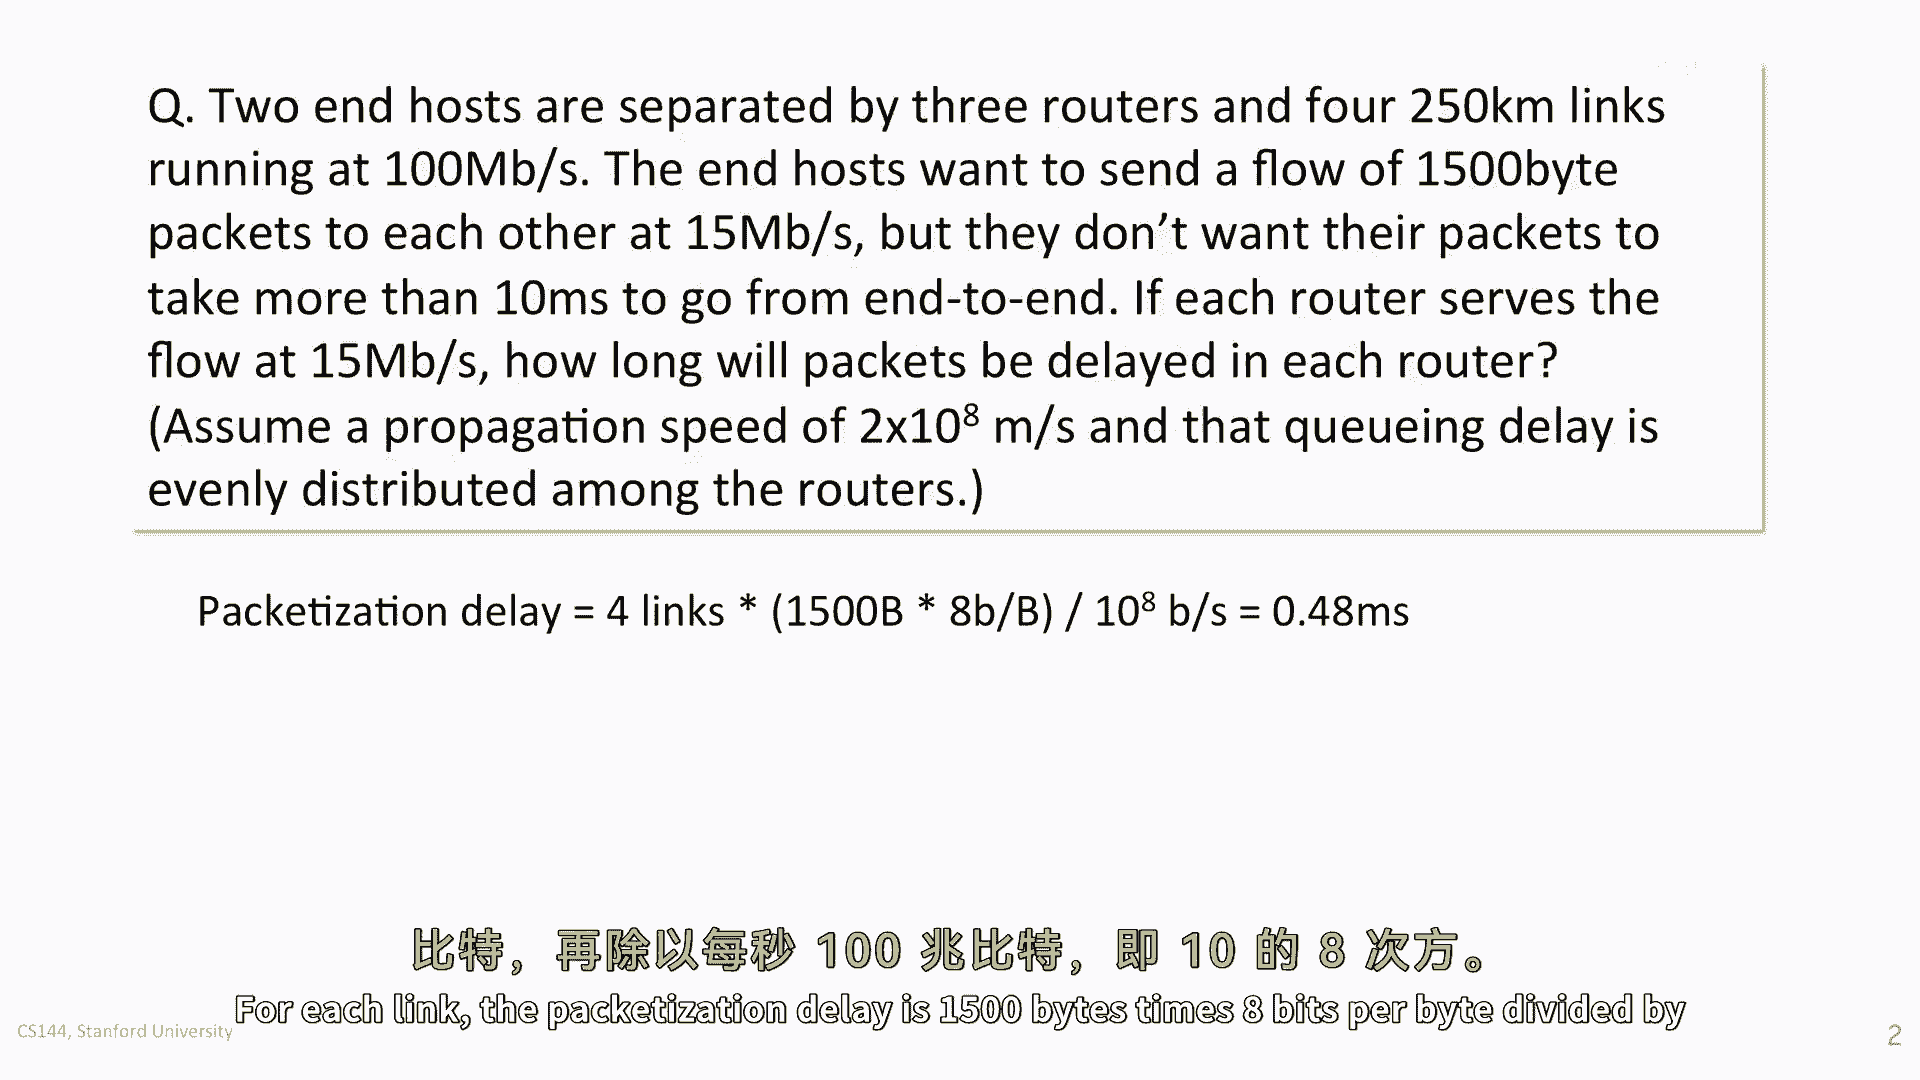 Q. Two end hosts are separated by three routers and four 250km links
running at 100Mb/s. The end hosts want to send a flow of 1500byte
packets to each other at 15Mb/s, but they don’t want their packets to
take more than 10ms to go from end-to-end. If each router serves the
flow at 15Mb/s, how long will packets be delayed in each router?
(Assume a propagation speed of 2x10⁸ m/s and that queueing delay is
evenly distributed among the routers.)
Packetization delay = 4 links * (1500B * 8b/B) / 10⁸ b/s = 0.48ms
比特，再除以每秒 100 兆比特，即 10 的 8 次方。
For each link, the packetization delay is 1500 bytes times 8 bits per byte divided by
CS144, Stanford University
2